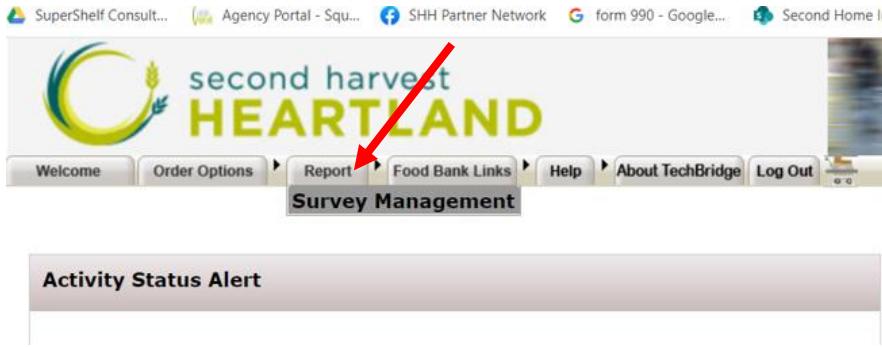 SuperShelf Consult... Agency Portal - Squ... SHH Partner Network form 990 - Google... Second Home I
second harvest
HEARTLAND
Welcome Order Options Report Food Bank Links Help About TechBridge Log Out
Survey Management
Activity Status Alert